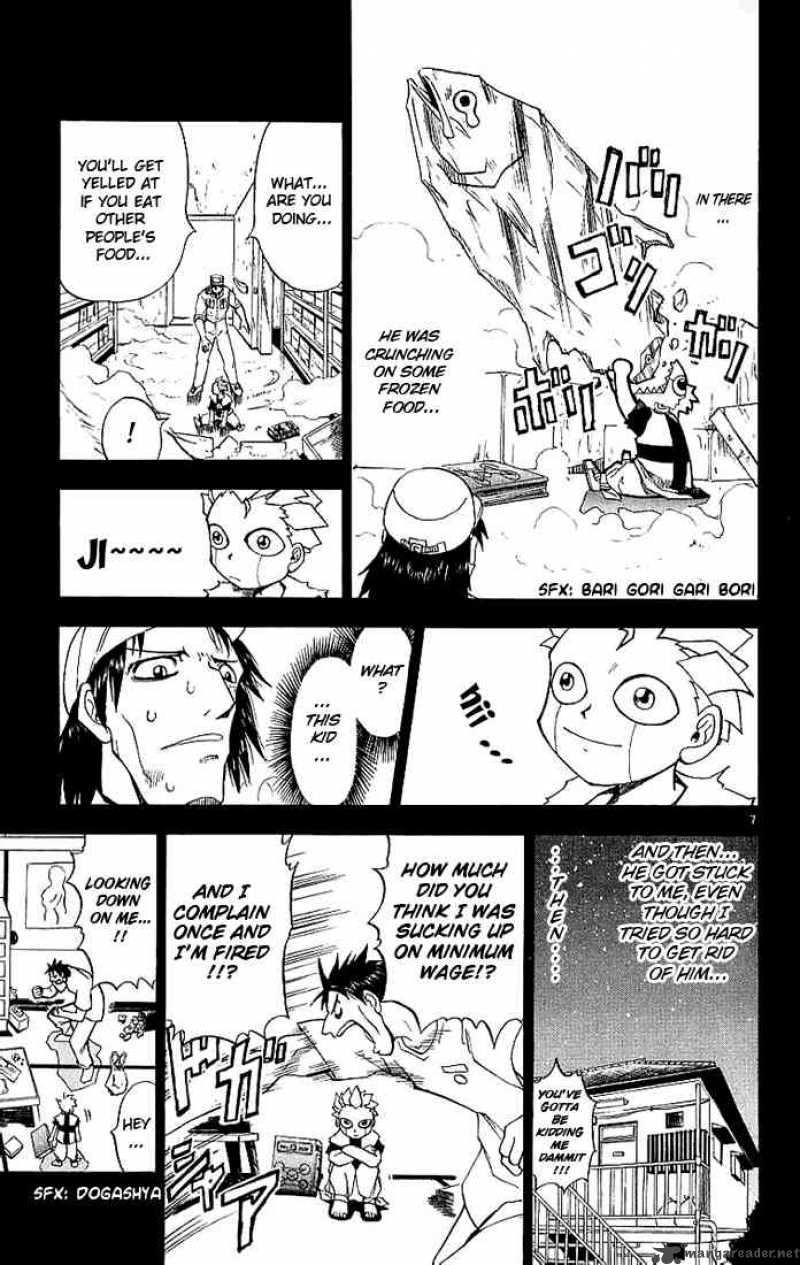 IN THERE
...
バリ
ゴリ
ガリ
ボリ
HE WAS
CRUNCHING
ON SOME
FROZEN
FOOD...
SFX: BARI GORI GARI BORI
WHAT...
ARE YOU
DOING...
YOU'LL GET
YELLED AT
IF YOU EAT
OTHER
PEOPLE'S
FOOD...
!
JI~~~~
nii...
WHAT
?
...
THIS
KID
...
7
AND THEN...
HE GOT STUCK
TO ME, EVEN
THOUGH I
TRIED SO HARD
TO GET RID
OF HIM...
...THEN...
YOU'VE
GOTTA
BE
KIDDING
ME
DAMMIT
!!!
HOW MUCH
DID YOU
THINK I WAS
SUCKING UP
ON MINIMUM
WAGE!?
AND I
COMPLAIN
ONCE AND
I'M FIRED
!!?
ドガシャア
LOOKING
DOWN
ON ME...
!!
HEY
...
SFX: DOGASHYA
mangareader.net